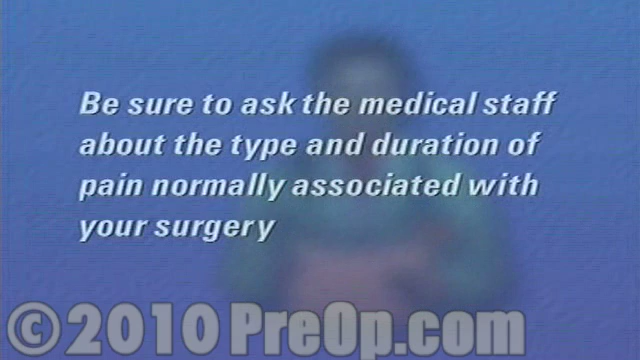 Be sure to ask the medical staff
about the type and duration of
pain normally associated with
your surgery
© 2010 PreOp.com